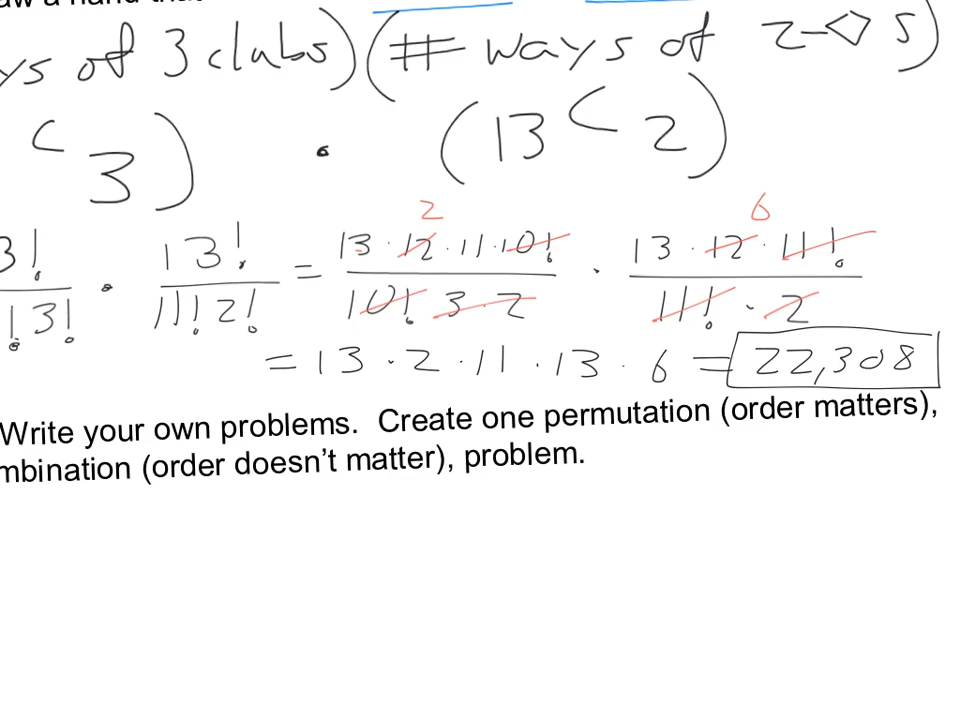 ys of 3 clubs) (# ways of 2-◇s)
C 3) · (13 C 2)
2 6
3! / !3! · 13! / 11!2! = 13·12·11·10! / 10! 3·2 · 13·12·11! / 11!·2
= 13·2·11·13·6 = 22,308
Write your own problems. Create one permutation (order matters),
mbination (order doesn't matter), problem.